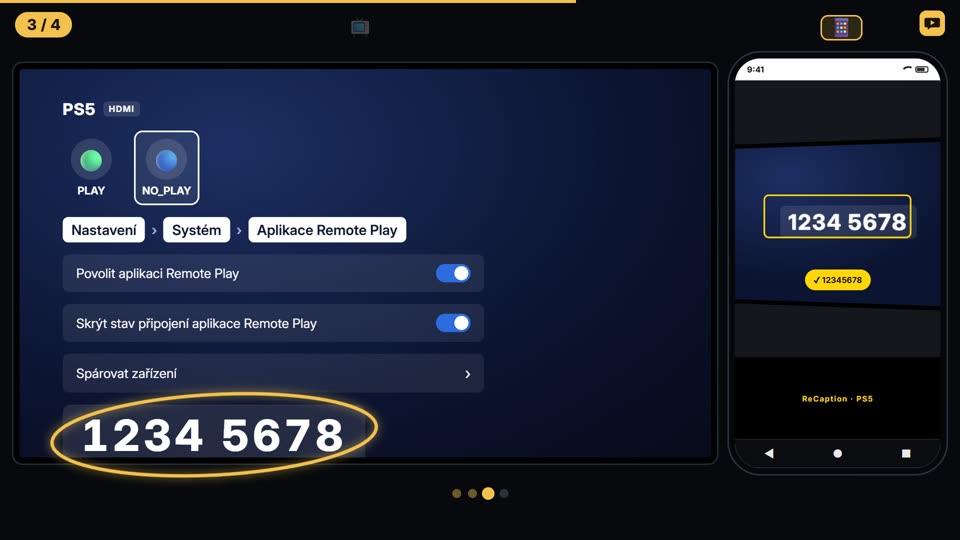 3 / 4
PS5 HDMI
PLAY NO_PLAY
Nastavení › Systém › Aplikace Remote Play
Povolit aplikaci Remote Play
Skrýt stav připojení aplikace Remote Play
Spárovat zařízení ›
1234 5678
9:41
1234 5678
✓ 12345678
ReCaption · PS5